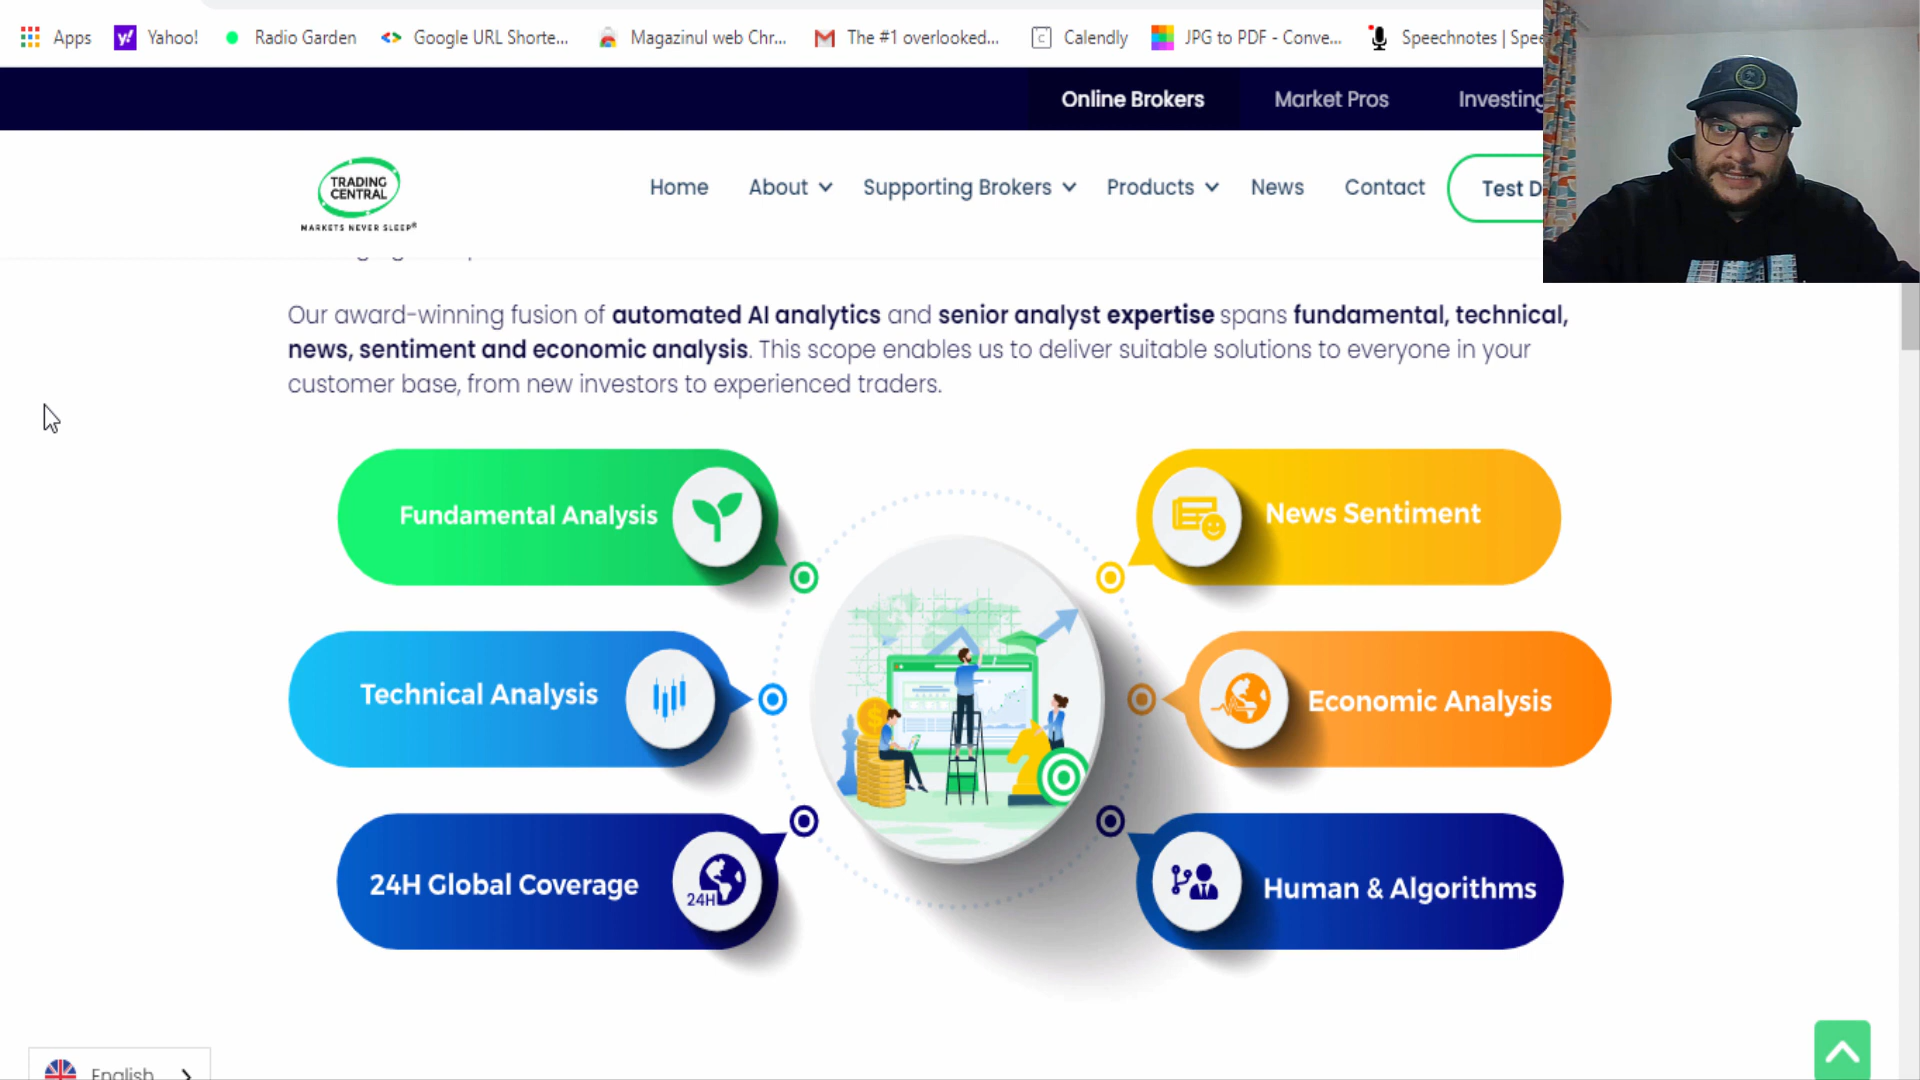 Apps Yahoo! Radio Garden Google URL Shorte... Magazinul web Chr... The #1 overlooked... Calendly JPG to PDF - Conve... Speechnotes | Spee
Online Brokers Market Pros Investing
TRADING
CENTRAL
MARKETS NEVER SLEEP®
Home About Supporting Brokers Products News Contact Test D
Our award-winning fusion of automated AI analytics and senior analyst expertise spans fundamental, technical,
news, sentiment and economic analysis. This scope enables us to deliver suitable solutions to everyone in your
customer base, from new investors to experienced traders.
Fundamental Analysis
News Sentiment
Technical Analysis
Economic Analysis
24H Global Coverage
24H
Human & Algorithms
English